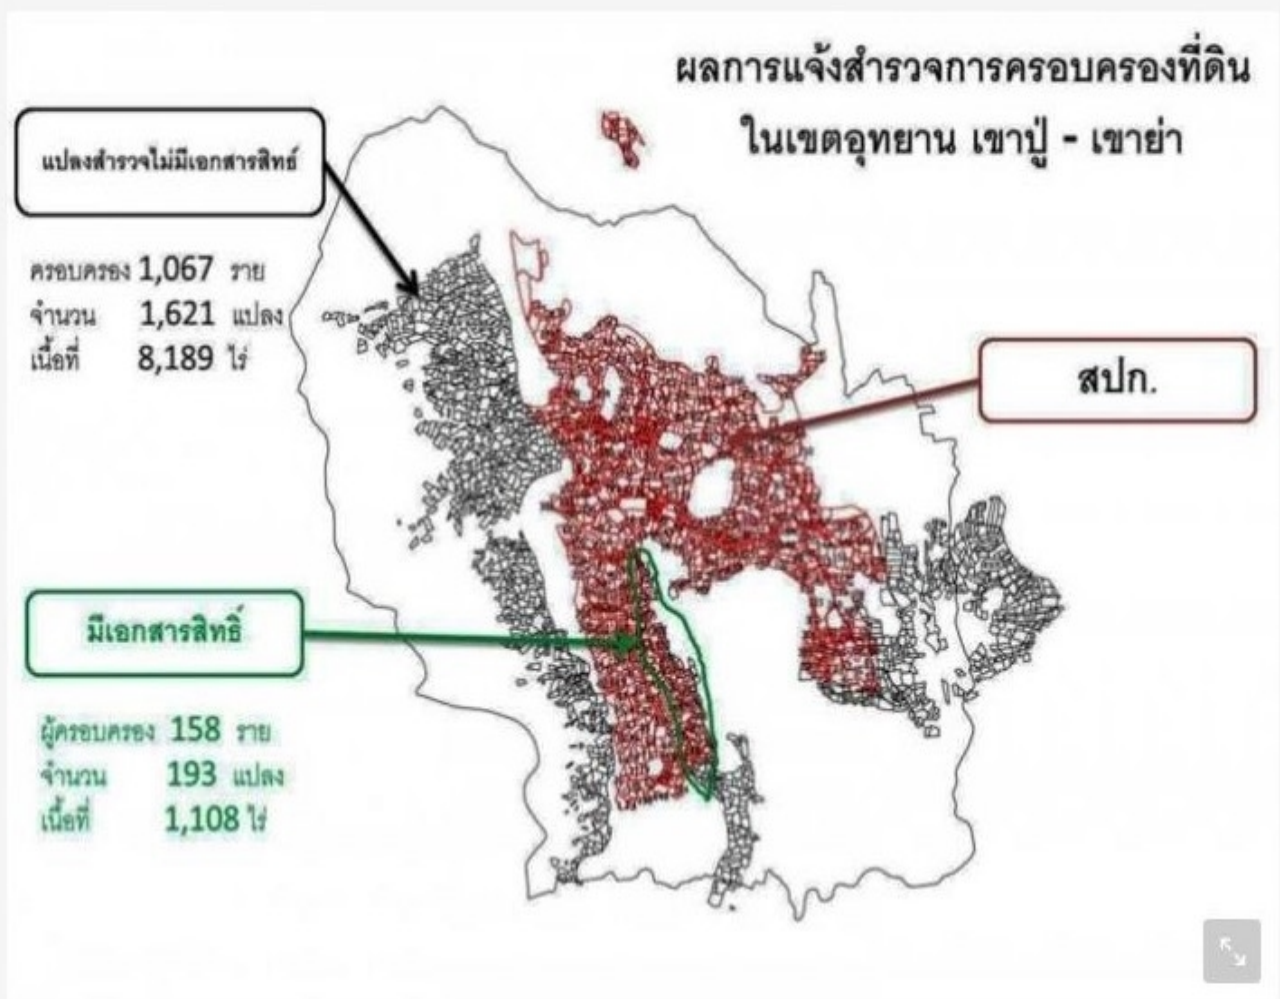 ผลการแจ้งสำรวจการครอบครองที่ดิน
ในเขตอุทยาน เขาปู่ - เขาย่า
แปลงสำรวจไม่มีเอกสารสิทธ์
ครอบครอง 1,067 ราย
จำนวน 1,621 แปลง
เนื้อที่ 8,189 ไร่
สปก.
มีเอกสารสิทธิ์
ผู้ครอบครอง 158 ราย
จำนวน 193 แปลง
เนื้อที่ 1,108 ไร่